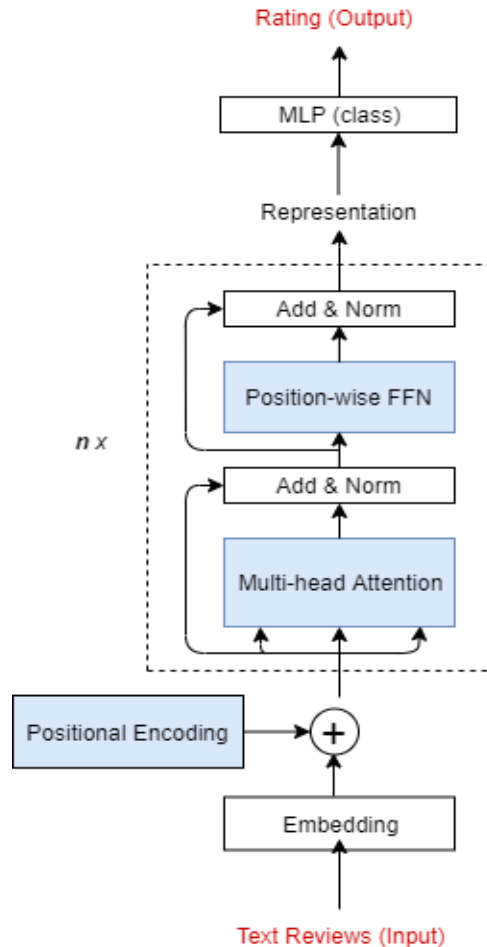 Rating (Output)
MLP (class)
Representation
Add & Norm
Position-wise FFN
n x
Add & Norm
Multi-head Attention
Positional Encoding
+
Embedding
Text Reviews (Input)